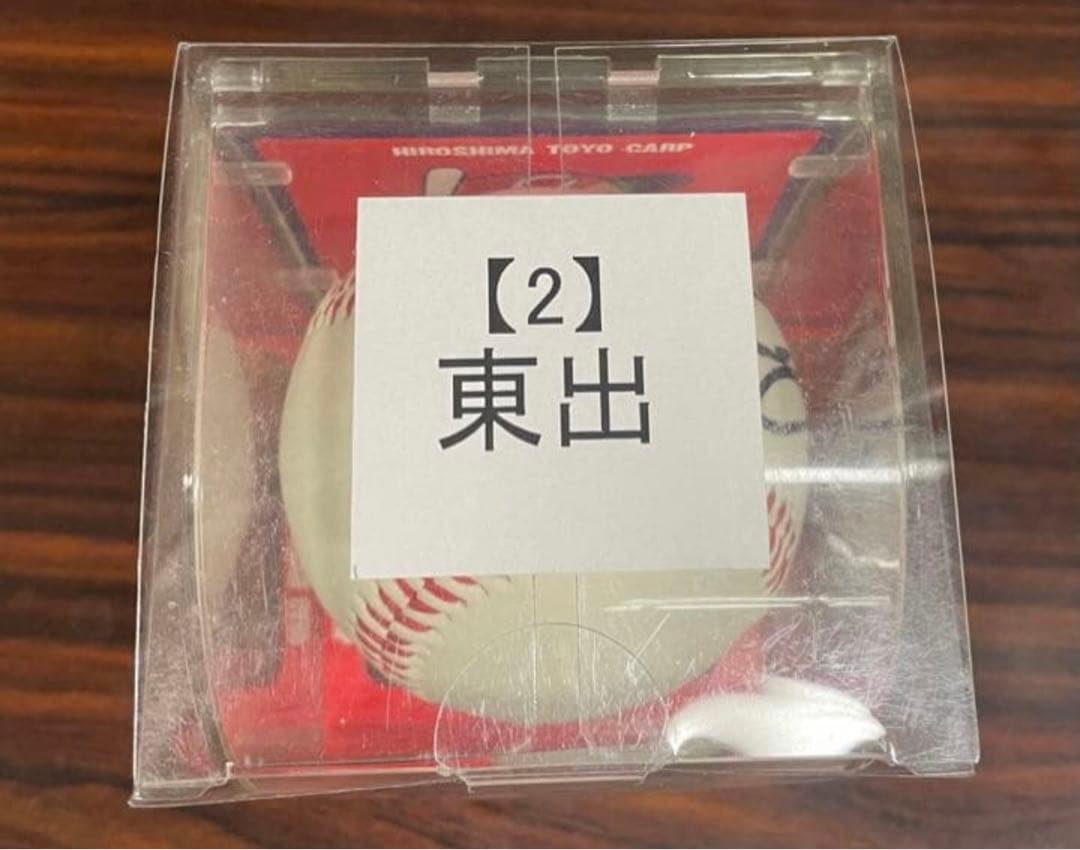 HIROSHIMA TOYO CARP
【2】
東出